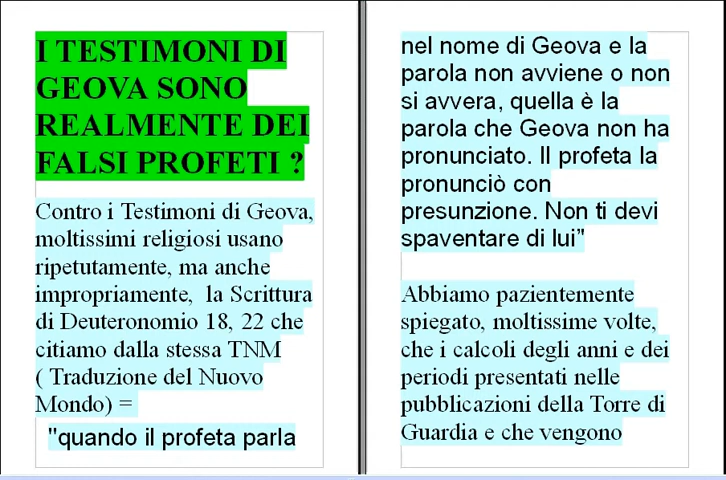 I TESTIMONI DI
GEOVA SONO
REALMENTE DEI
FALSI PROFETI ?
Contro i Testimoni di Geova,
moltissimi religiosi usano
ripetutamente, ma anche
impropriamente,  la Scrittura
di Deuteronomio 18, 22 che
citiamo dalla stessa TNM
( Traduzione del Nuovo
Mondo) =
"quando il profeta parla
nel nome di Geova e la
parola non avviene o non
si avvera, quella è la
parola che Geova non ha
pronunciato. Il profeta la
pronunciò con
presunzione. Non ti devi
spaventare di lui"
Abbiamo pazientemente
spiegato, moltissime volte,
che i calcoli degli anni e dei
periodi presentati nelle
pubblicazioni della Torre di
Guardia e che vengono